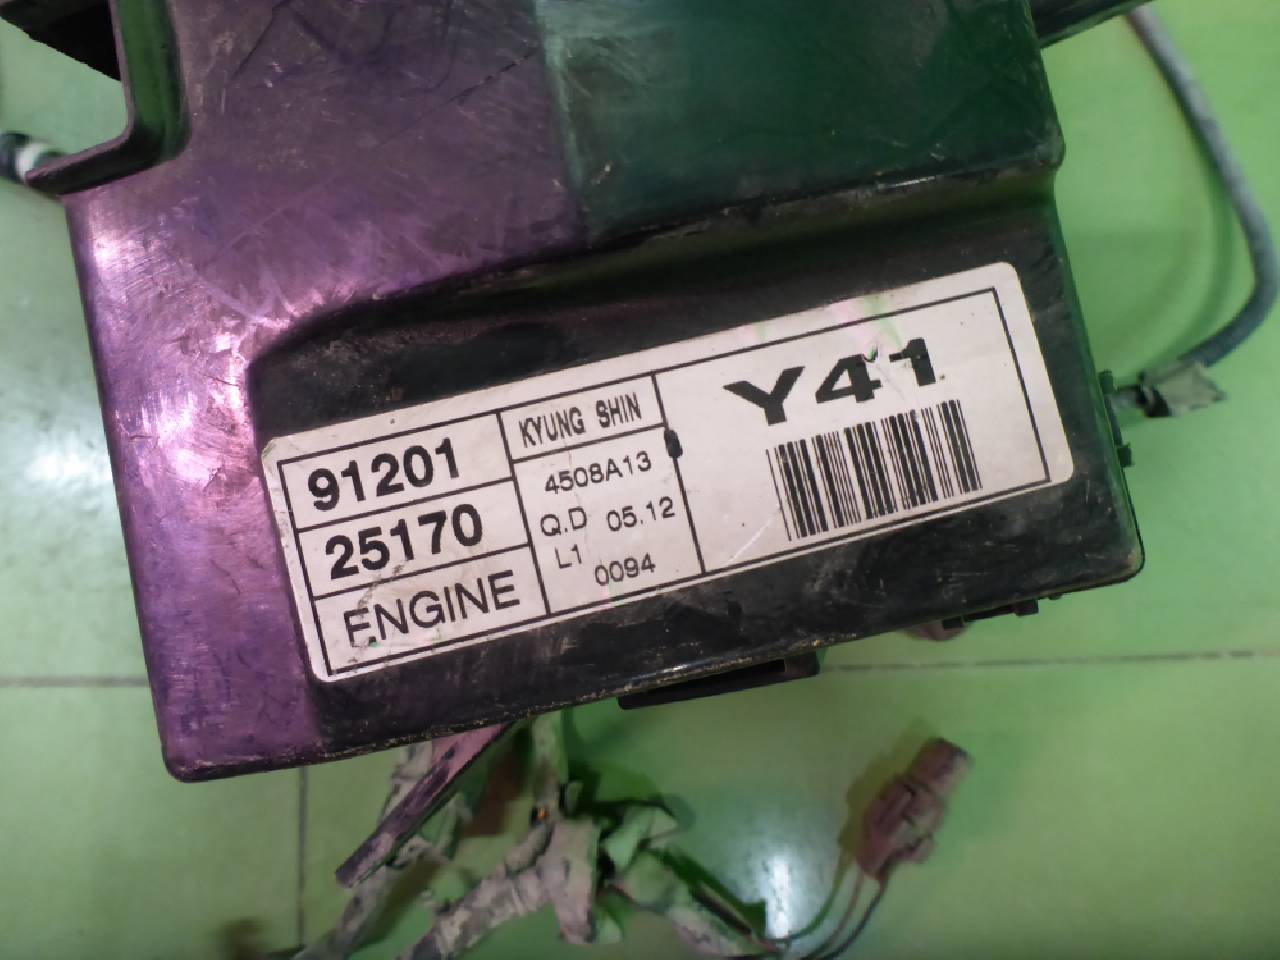 91201
25170
ENGINE
KYUNG SHIN
4508A13
Q.D 05.12
L1 0094
Y41